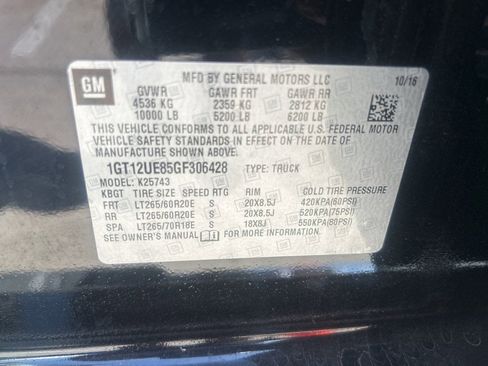 GM
MFD BY GENERAL MOTORS LLC
10/16
GVWR GAWR FRT GAWR RR
4536 KG 2359 KG 2812 KG
10000 LB 5200 LB 6200 LB
THIS VEHICLE CONFORMS TO ALL APPLICABLE U.S. FEDERAL MOTOR
VEHICLE SAFETY STANDARDS IN EFFECT ON THE DATE OF
MANUFACTURE SHOWN ABOVE.
1GT12UE85GF306428 TYPE: TRUCK
MODEL: K25743
KBGT TIRE SIZE SPEED RTG RIM COLD TIRE PRESSURE
FRT LT265/60R20E S 20X8.5J 420KPA(60PSI)
RR LT265/60R20E S 20X8.5J 520KPA(75PSI)
SPA LT265/70R18E S 18X8J 550KPA(80PSI)
SEE OWNER'S MANUAL FOR MORE INFORMATION.